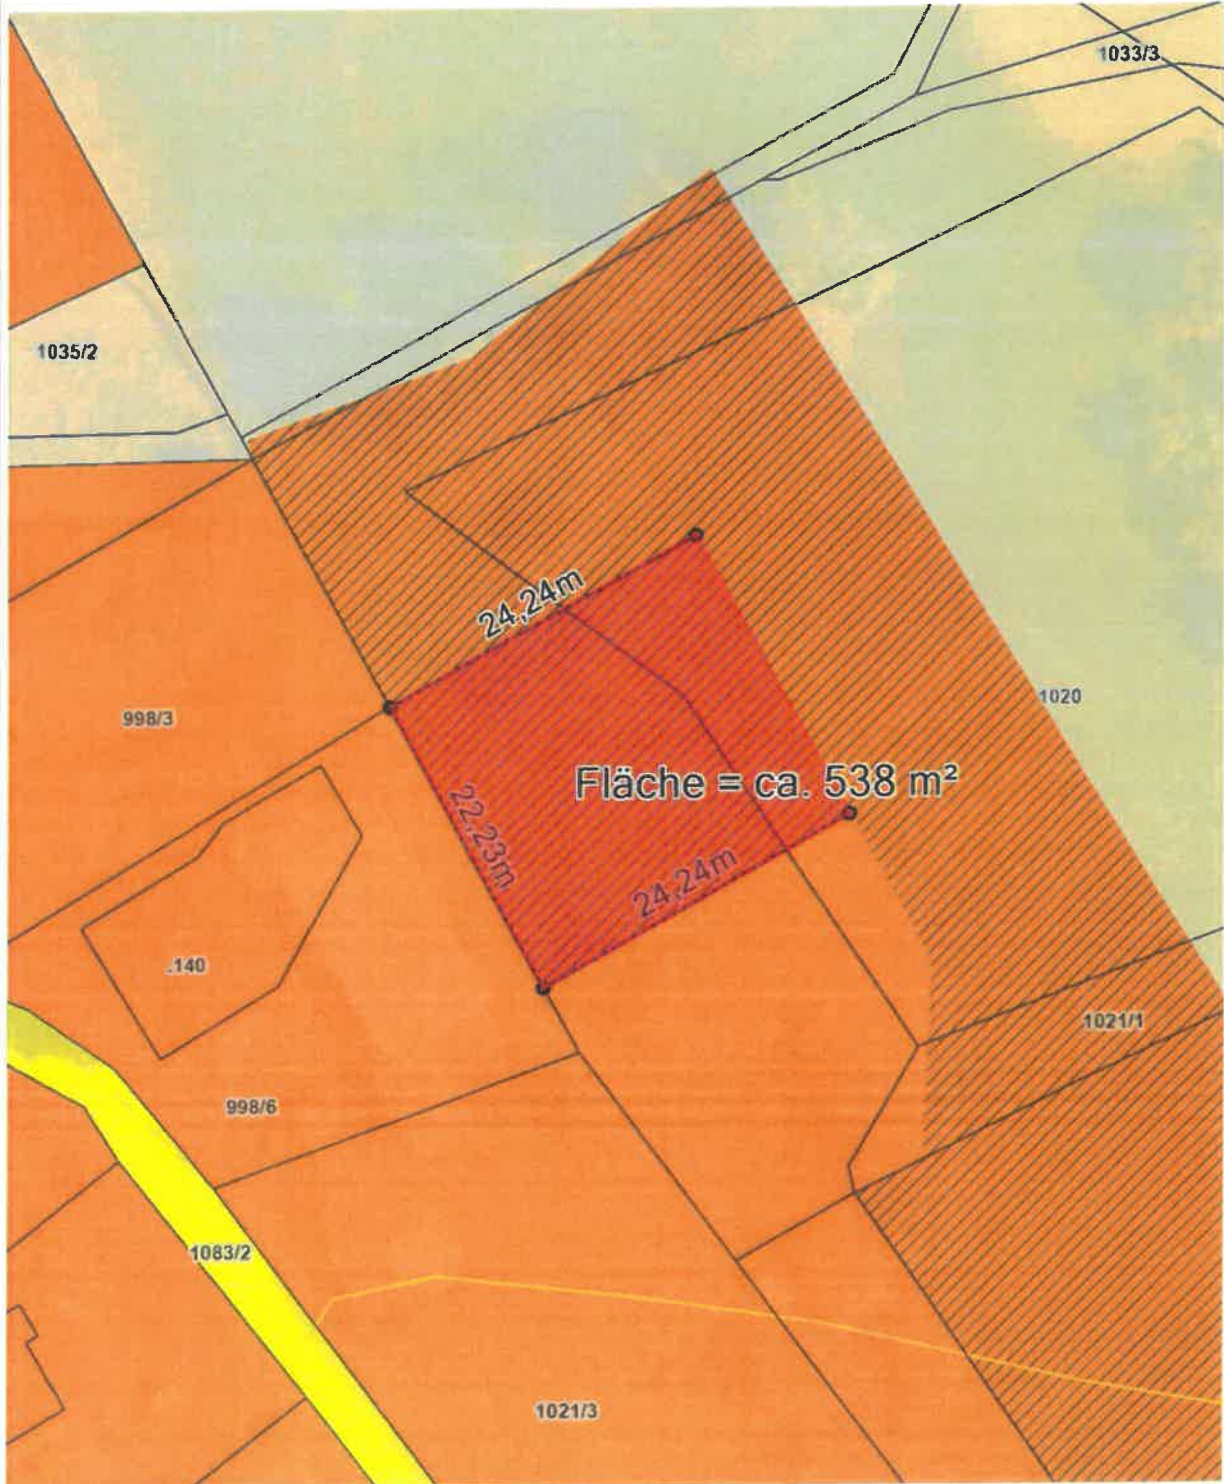 1033/3
1035/2
24,24m
1020
998/3
Fläche = ca. 538 m²
22,23m
24,24m
.140
1021/1
998/6
1083/2
1021/3